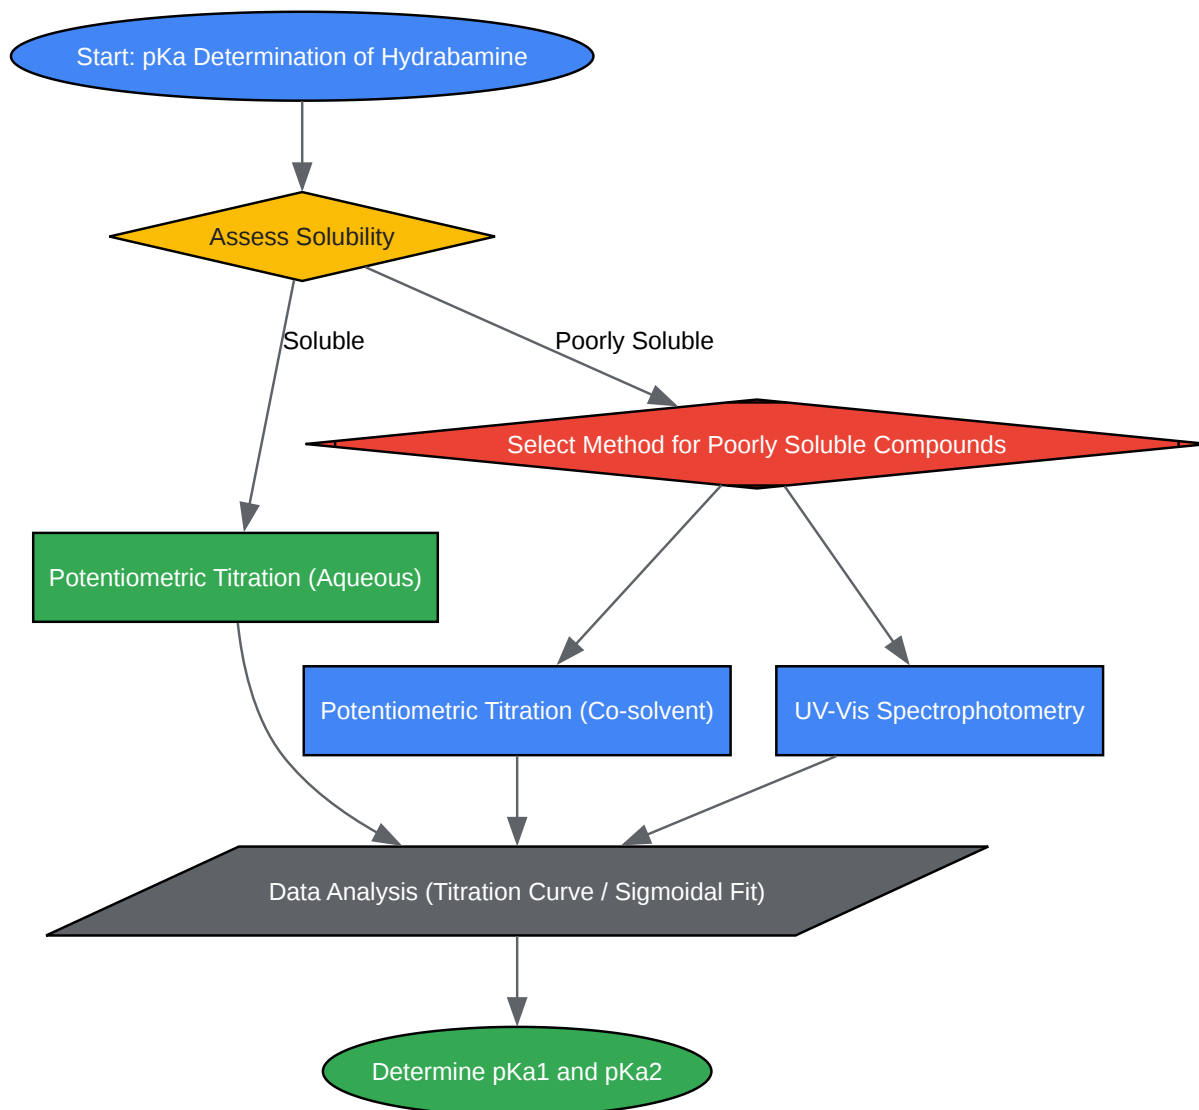 Start: pKa Determination of Hydrabamine
Assess Solubility
Soluble
Poorly Soluble
Select Method for Poorly Soluble Compounds
Potentiometric Titration (Aqueous)
Potentiometric Titration (Co-solvent)
UV-Vis Spectrophotometry
Data Analysis (Titration Curve / Sigmoidal Fit)
Determine pKa1 and pKa2